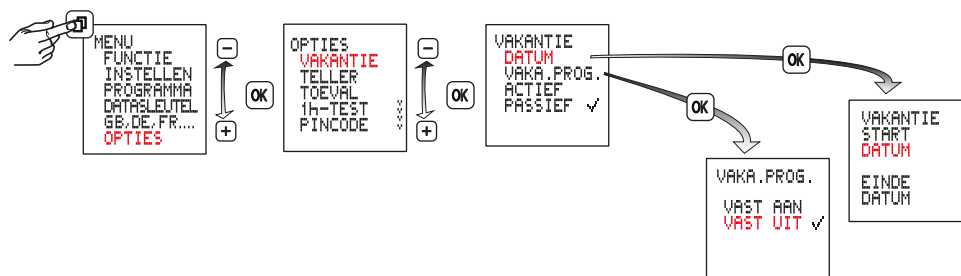 MENU
FUNCTIE
INSTELLEN
PROGRAMMA
DATASLEUTEL
GB,DE,FR....
OPTIES
−
OK
+
OPTIES
VAKANTIE
TELLER
TOEVAL
1h-TEST
PINCODE
−
OK
+
VAKANTIE
DATUM
VAKA.PROG.
ACTIEF
PASSIEF ✓
OK
OK
VAKA.PROG.
VAST AAN
VAST UIT ✓
VAKANTIE
START
DATUM
EINDE
DATUM